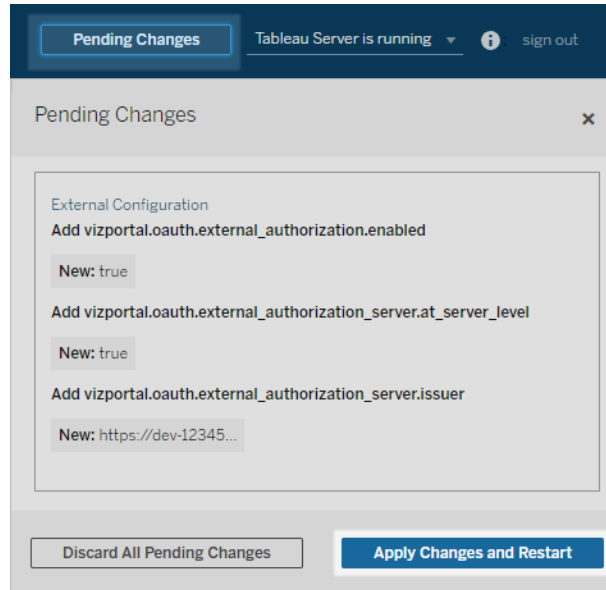 Pending Changes
Tableau Server is running
sign out
Pending Changes
External Configuration
Add vizportal.oauth.external_authorization.enabled
New: true
Add vizportal.oauth.external_authorization_server.at_server_level
New: true
Add vizportal.oauth.external_authorization_server.issuer
New: https://dev-12345...
Discard All Pending Changes
Apply Changes and Restart